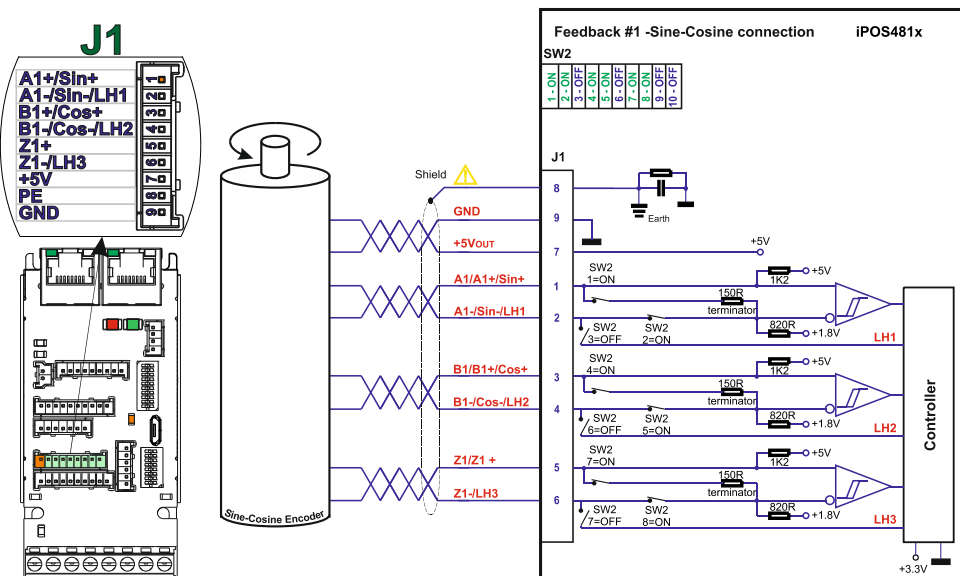 J1
A1+/Sin+
A1-/Sin-/LH1
B1+/Cos+
B1-/Cos-/LH2
Z1+
Z1-/LH3
+5V
PE
GND
1
2
3
4
5
6
7
8
9
Sine-Cosine Encoder
Shield
GND
+5VOUT
A1/A1+/Sin+
A1-/Sin-/LH1
B1/B1+/Cos+
B1-/Cos-/LH2
Z1/Z1 +
Z1-/LH3
Feedback #1 -Sine-Cosine connection
iPOS481x
SW2
1 - ON
2 - ON
3 - OFF
4 - ON
5 - ON
6 - OFF
7 - ON
8 - ON
9 - OFF
10 - OFF
J1
8
9
7
1
2
3
4
5
6
Earth
+5V
SW2
1=ON
+5V
1K2
150R
terminator
820R
+1.8V
SW2
3=OFF
SW2
2=ON
LH1
SW2
4=ON
+5V
1K2
150R
terminator
820R
+1.8V
SW2
6=OFF
SW2
5=ON
LH2
SW2
7=ON
+5V
1K2
150R
terminator
820R
+1.8V
SW2
7=OFF
SW2
8=ON
LH3
Controller
+3.3V